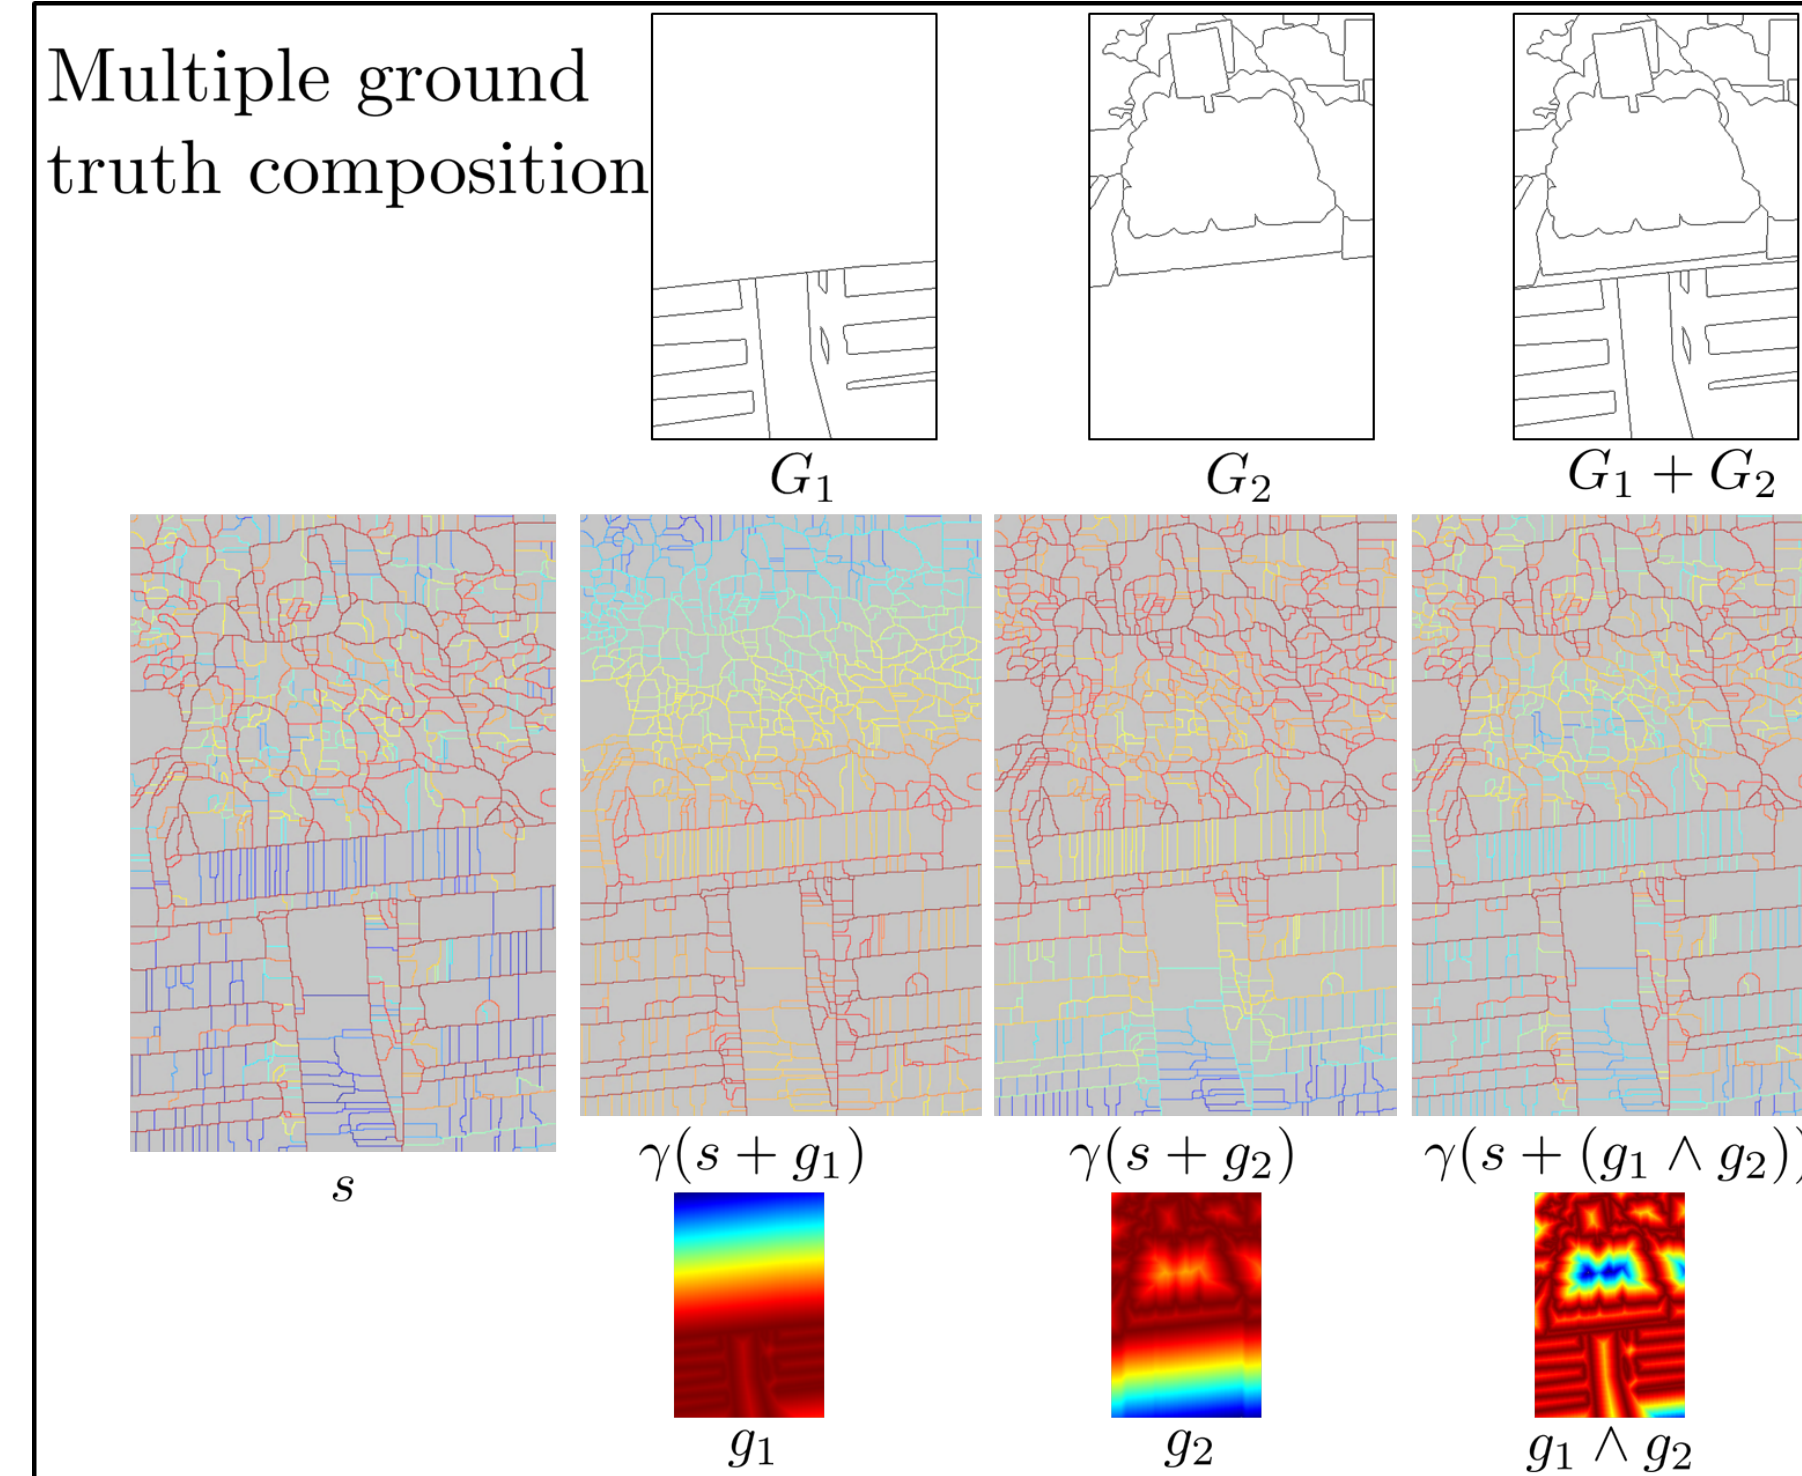 Multiple ground
truth composition
G₁
G₂
G₁ + G₂
s
γ(s + g₁)
γ(s + g₂)
γ(s + (g₁ ∧ g₂))
g₁
g₂
g₁ ∧ g₂